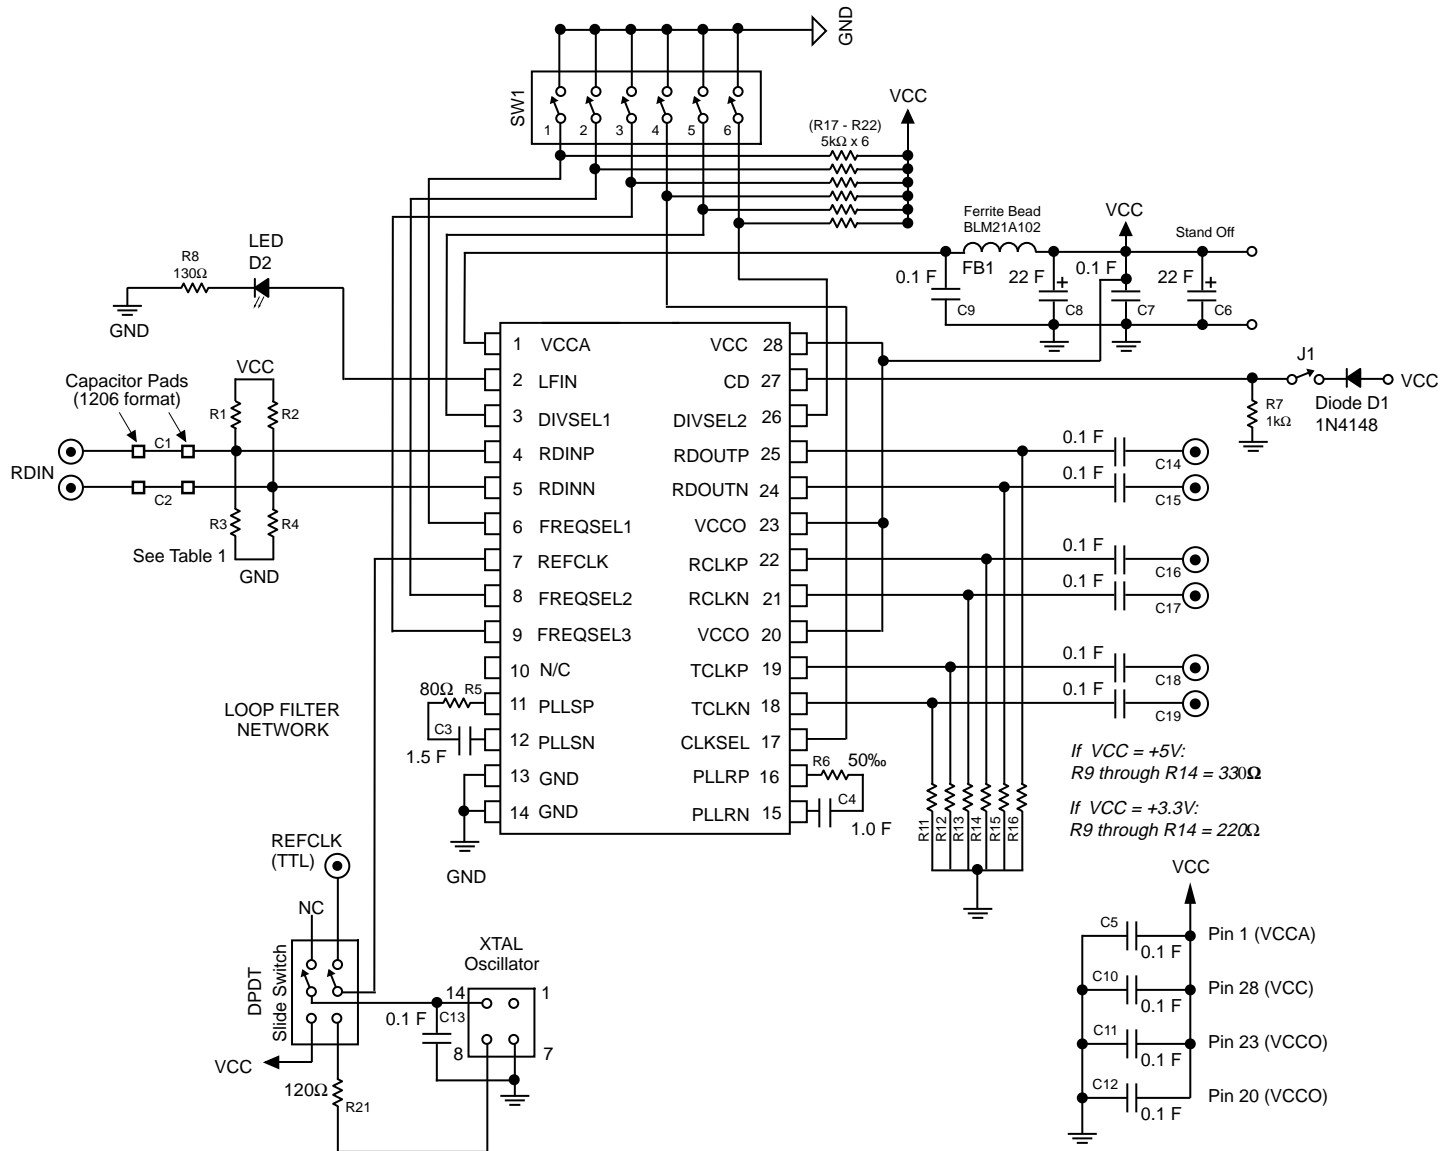 GND
SW1
1 2 3 4 5 6
VCC
(R17 - R22)
5kΩ x 6
Ferrite Bead
BLM21A102
VCC
Stand Off
0.1 F
FB1
22 F
+
0.1 F
22 F
+
C9
C8
C7
C6
LED
D2
R8
130Ω
GND
VCC
Capacitor Pads
(1206 format)
R1
R2
C1
RDIN
C2
R3
R4
See Table 1
GND
1 VCCA
2 LFIN
3 DIVSEL1
4 RDINP
5 RDINN
6 FREQSEL1
7 REFCLK
8 FREQSEL2
9 FREQSEL3
10 N/C
11 PLLSP
12 PLLSN
13 GND
14 GND
VCC 28
CD 27
DIVSEL2 26
RDOUTP 25
RDOUTN 24
VCCO 23
RCLKP 22
RCLKN 21
VCCO 20
TCLKP 19
TCLKN 18
CLKSEL 17
PLLRP 16
PLLRN 15
J1
VCC
R7
1kΩ
Diode D1
1N4148
0.1 F
C14
0.1 F
C15
0.1 F
C16
0.1 F
C17
0.1 F
C18
0.1 F
C19
LOOP FILTER
NETWORK
80Ω
R5
C3
1.5 F
GND
R6
50‰
C4
1.0 F
R11
R12
R13
R14
R15
R16
If VCC = +5V:
R9 through R14 = 330Ω
If VCC = +3.3V:
R9 through R14 = 220Ω
REFCLK
(TTL)
NC
DPDT
Slide Switch
VCC
120Ω
R21
XTAL
Oscillator
14
1
0.1 F
C13
8
7
VCC
C5
0.1 F
Pin 1 (VCCA)
C10
0.1 F
Pin 28 (VCC)
C11
0.1 F
Pin 23 (VCCO)
C12
0.1 F
Pin 20 (VCCO)